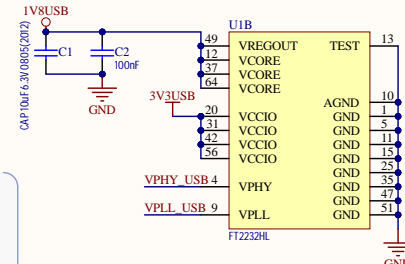 1V8USB
C1
CAP 10uF 6.3V 0805(2012)
C2
100nF
GND
U1B
49 VREGOUT TEST 13
12 VCORE
37 VCORE
64 VCORE
3V3USB
AGND 10
20 VCCIO GND 1
31 VCCIO GND 5
42 VCCIO GND 11
56 VCCIO GND 15
GND 25
VPHY_USB 4 VPHY GND 35
GND 47
VPLL_USB 9 VPLL GND 51
FT2232HL
GND